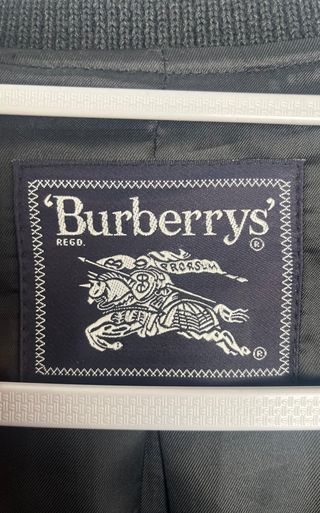 'Burberrys'
REGD.
®
PRORSUM
®